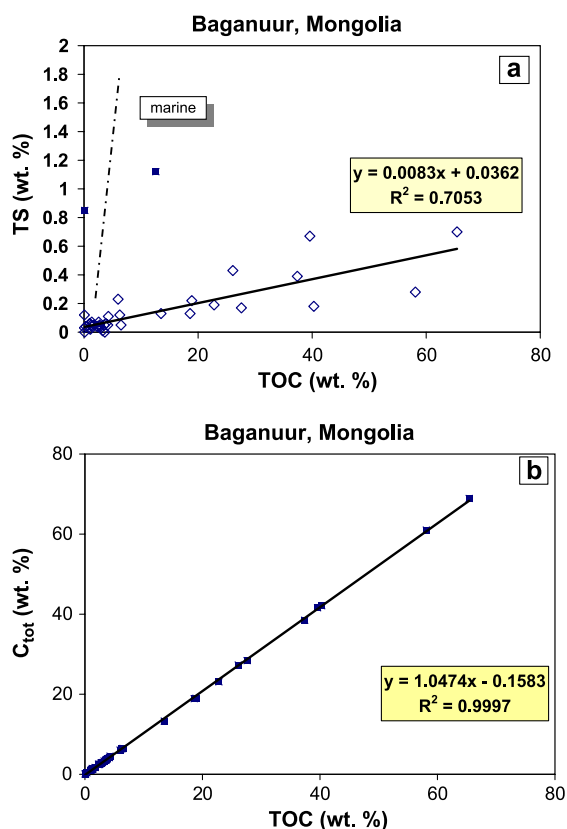 Baganuur, Mongolia
a
2
1.8
1.6
1.4
1.2
1
0.8
0.6
0.4
0.2
0
TS (wt. %)
marine
y = 0.0083x + 0.0362
R² = 0.7053
0 20 40 60 80
TOC (wt. %)
Baganuur, Mongolia
b
80
60
40
20
0
C_tot (wt. %)
y = 1.0474x - 0.1583
R² = 0.9997
0 20 40 60 80
TOC (wt. %)